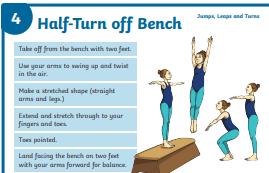 4
Half-Turn off Bench
Jumps, Leaps and Turns
Take off from the bench with two feet.
Use your arms to swing up and twist
in the air.
Make a stretched shape (straight
arms and legs.)
Extend and stretch through to your
fingers and toes.
Toes pointed.
Land facing the bench on two feet
with your arms forward for balance.